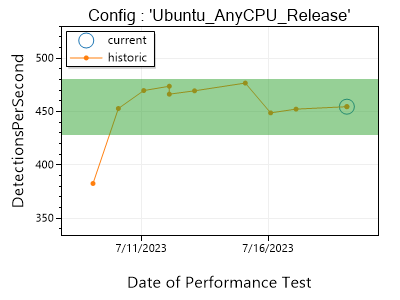 Config : 'Ubuntu_AnyCPU_Release'
current
historic
DetectionsPerSecond
500
450
400
350
7/11/2023
7/16/2023
Date of Performance Test